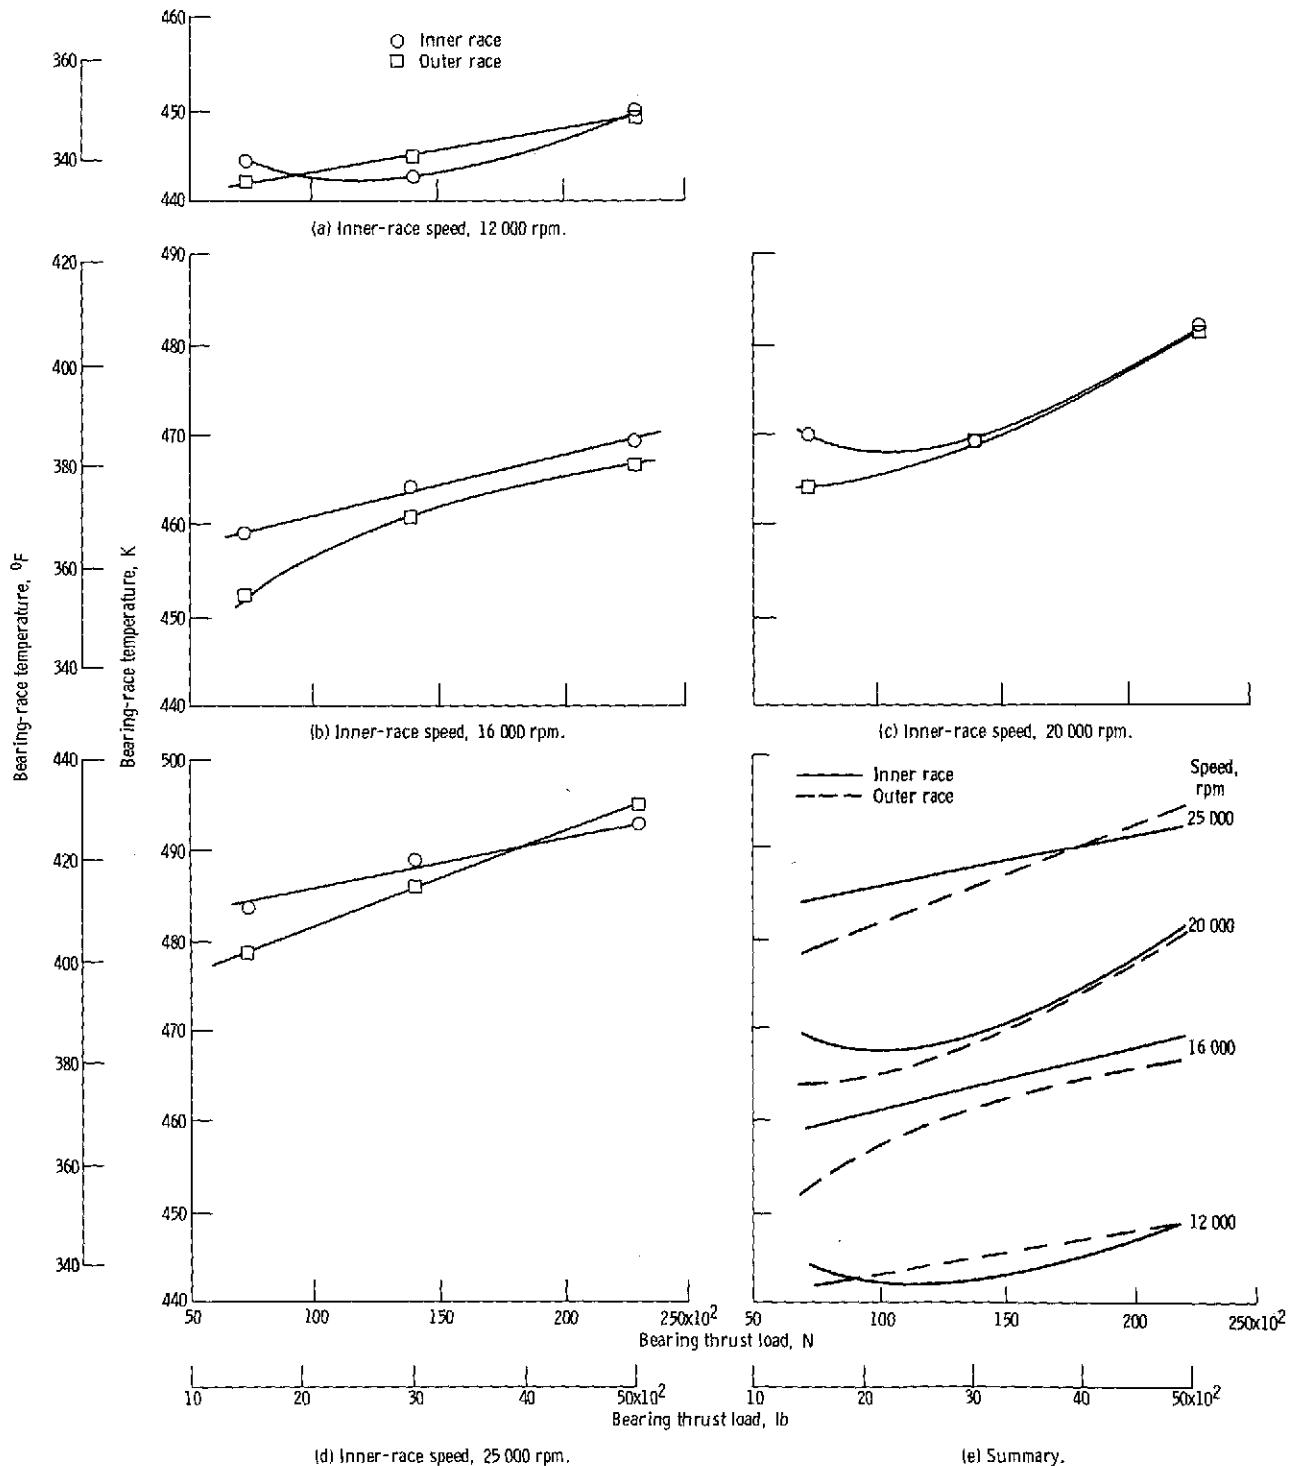 460
360
Inner race
Outer race
450
340
440
(a) Inner-race speed, 12 000 rpm.
490
420
480
400
470
380
460
360
450
340
440
Bearing-race temperature, °F
Bearing-race temperature, K
(b) Inner-race speed, 16 000 rpm.
(c) Inner-race speed, 20 000 rpm.
440
500
490
420
480
400
470
380
460
360
450
340
440
50
100
150
200
250x10²
Inner race
Outer race
Speed,
rpm
25 000
20 000
16 000
12 000
50
100
150
200
250x10²
Bearing thrust load, N
10
20
30
40
50x10²
10
20
30
40
50x10²
Bearing thrust load, lb
(d) Inner-race speed, 25 000 rpm.
(e) Summary.